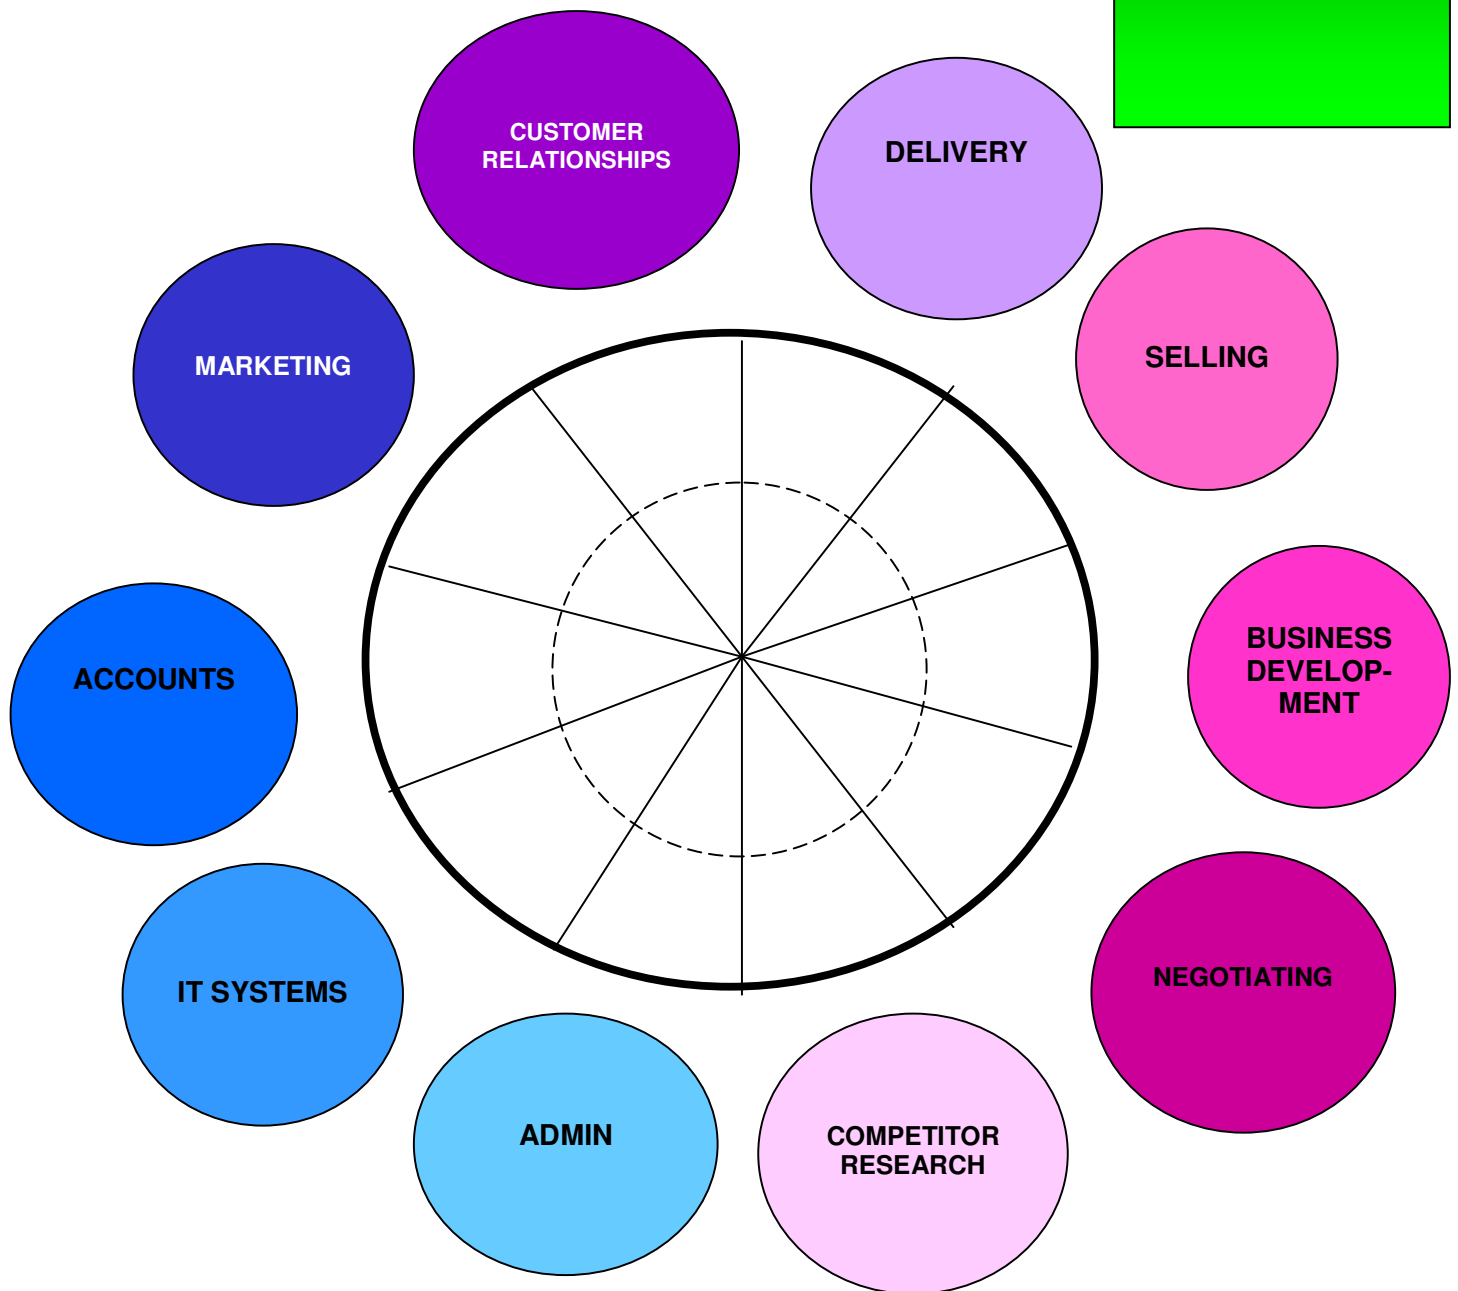 CUSTOMER
RELATIONSHIPS
DELIVERY
MARKETING
SELLING
BUSINESS
DEVELOP-
MENT
ACCOUNTS
NEGOTIATING
IT SYSTEMS
ADMIN
COMPETITOR
RESEARCH